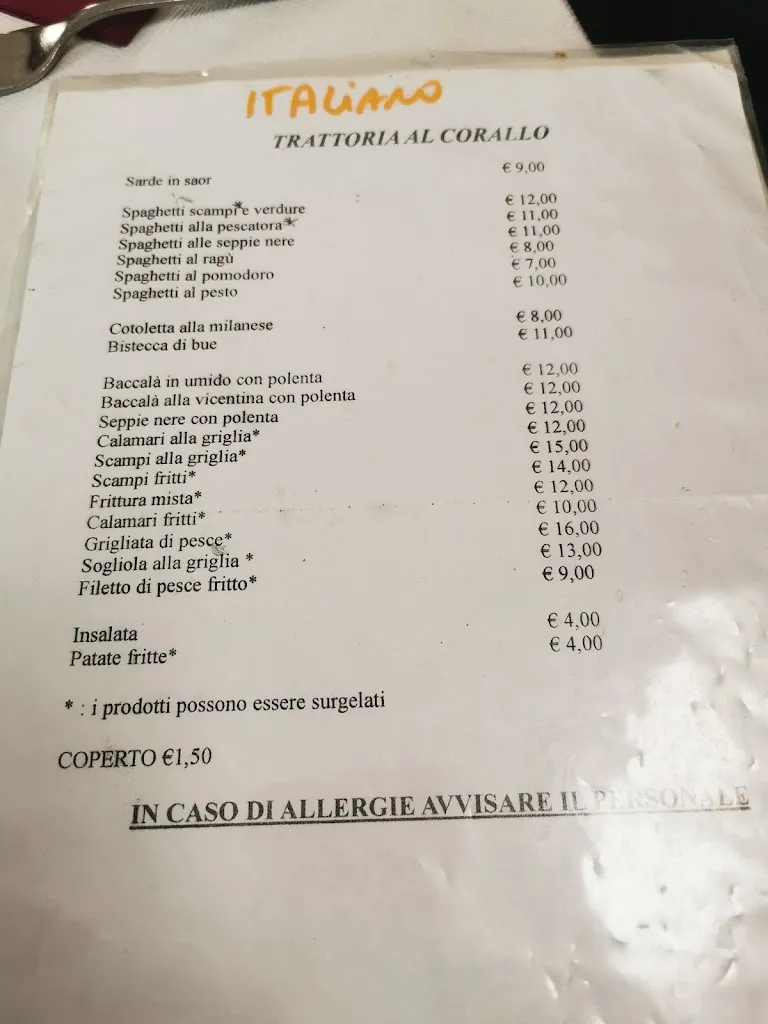 ITALIANO
TRATTORIA AL CORALLO
Sarde in saor € 9,00
Spaghetti scampi* e verdure € 12,00
Spaghetti alla pescatora* € 11,00
Spaghetti alle seppie nere € 11,00
Spaghetti al ragù € 8,00
Spaghetti al pomodoro € 7,00
Spaghetti al pesto € 10,00
Cotoletta alla milanese € 8,00
Bistecca di bue € 11,00
Baccalà in umido con polenta € 12,00
Baccalà alla vicentina con polenta € 12,00
Seppie nere con polenta € 12,00
Calamari alla griglia* € 12,00
Scampi alla griglia* € 15,00
Scampi fritti* € 14,00
Frittura mista* € 12,00
Calamari fritti* € 10,00
Grigliata di pesce* € 16,00
Sogliola alla griglia * € 13,00
Filetto di pesce fritto* € 9,00
Insalata € 4,00
Patate fritte* € 4,00
* : i prodotti possono essere surgelati
COPERTO €1,50
IN CASO DI ALLERGIE AVVISARE IL PERSONALE